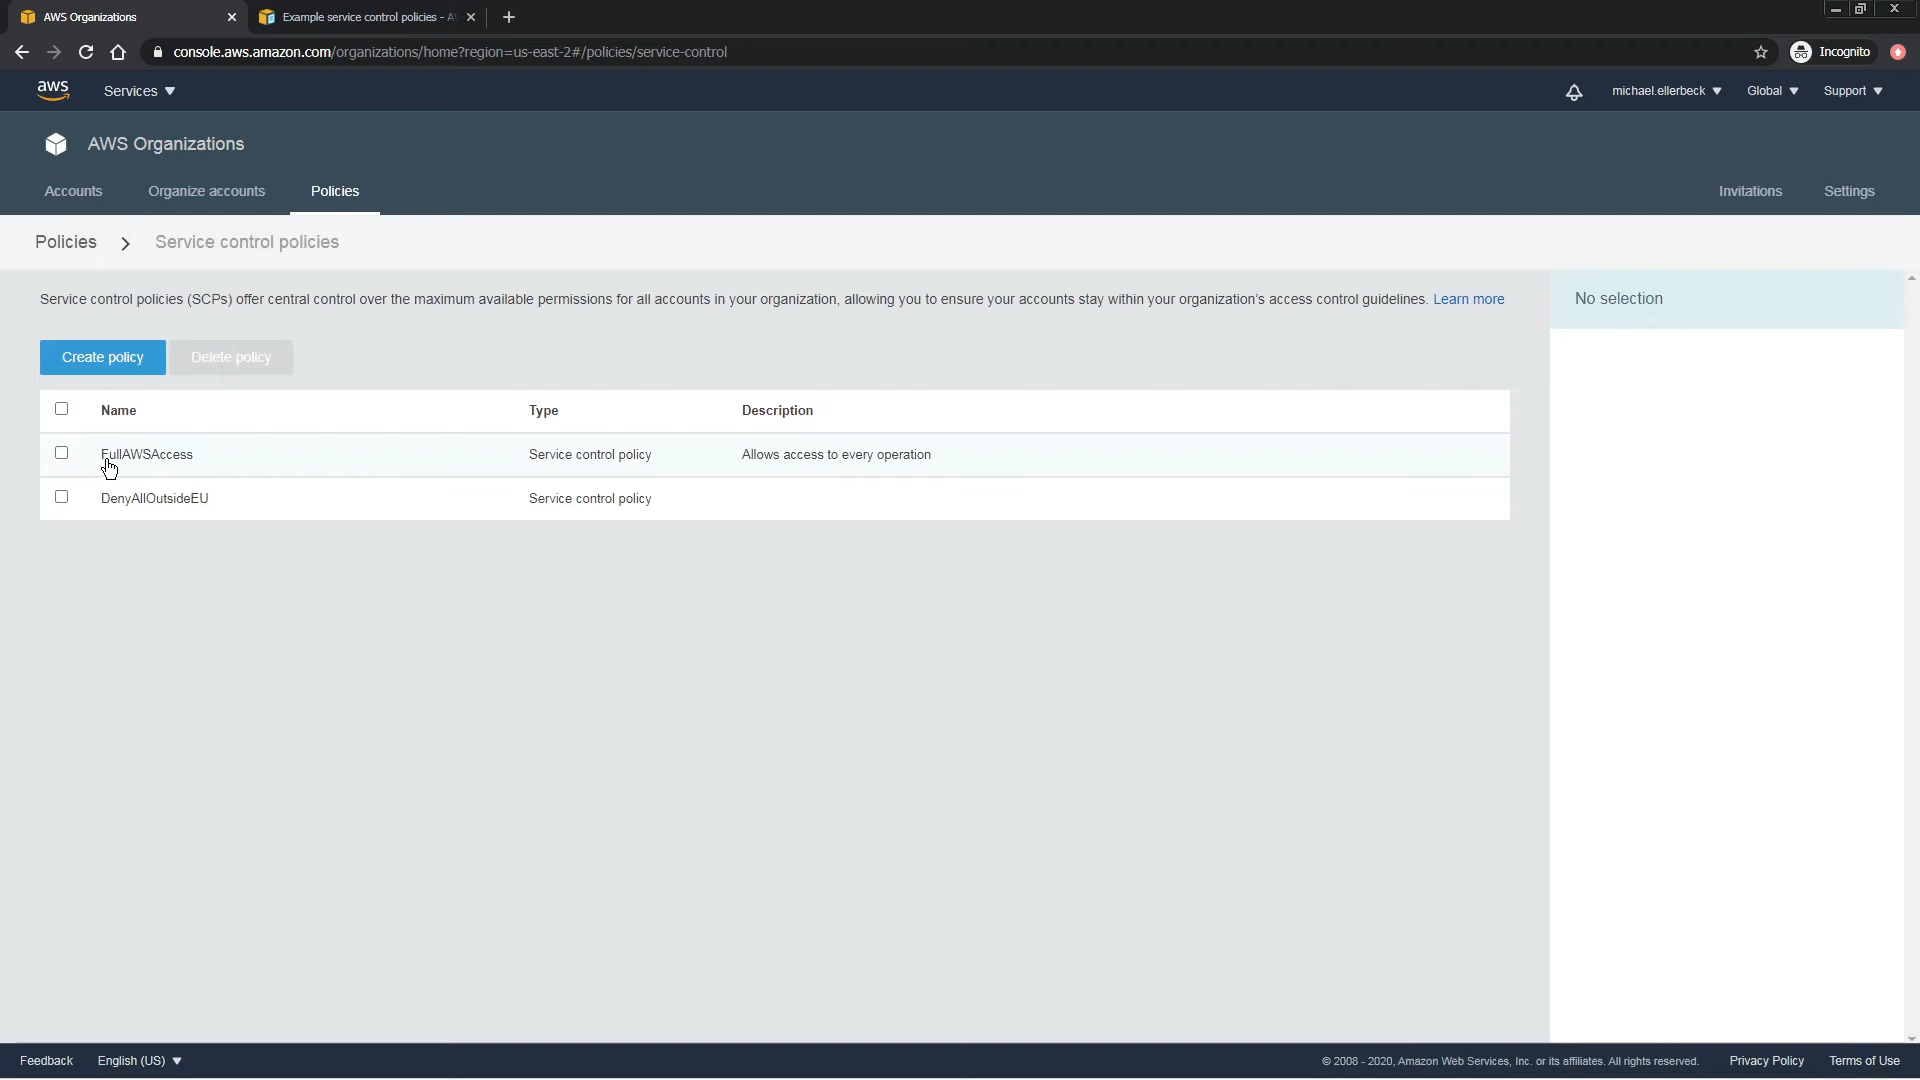 AWS Organizations
Example service control policies - A
console.aws.amazon.com/organizations/home?region=us-east-2#/policies/service-control
Incognito
aws
Services
michael.ellerbeck
Global
Support
AWS Organizations
Accounts
Organize accounts
Policies
Invitations
Settings
Policies
Service control policies
Service control policies (SCPs) offer central control over the maximum available permissions for all accounts in your organization, allowing you to ensure your accounts stay within your organization's access control guidelines. Learn more
No selection
Create policy
Delete policy
Name Type Description
FullAWSAccess Service control policy Allows access to every operation
DenyAllOutsideEU Service control policy
Feedback
English (US)
© 2008 - 2020, Amazon Web Services, Inc. or its affiliates. All rights reserved.
Privacy Policy
Terms of Use